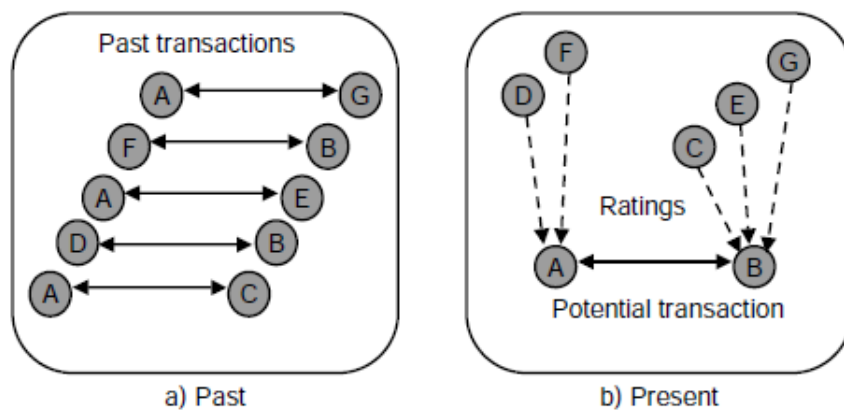 Past transactions
A G
F B
A E
D B
A C
a) Past
F
D
G
E
C
Ratings
A B
Potential transaction
b) Present